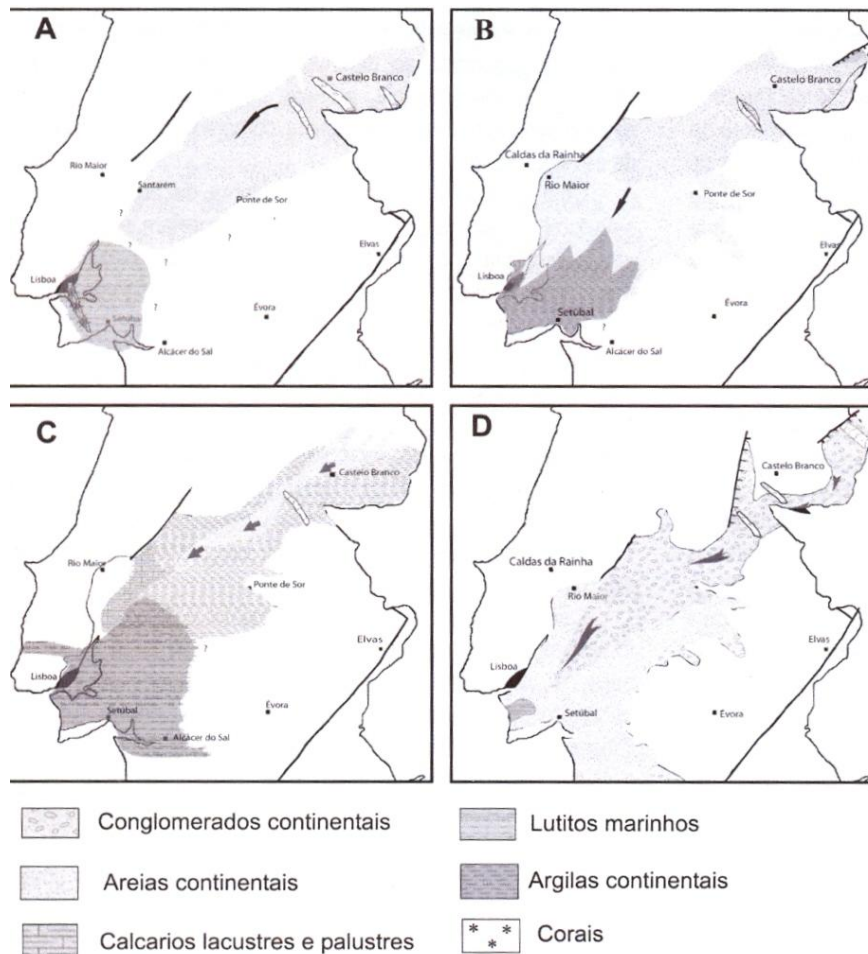 A
Castelo Branco
Rio Maior
Santarém
Ponte de Sor
?
?
?
?
Elvas
Lisboa
?
Setúbal
Évora
Alcácer do Sal
B
Castelo Branco
Caldas da Rainha
Rio Maior
Ponte de Sor
Elvas
Lisboa
Setúbal
Évora
?
Alcácer do Sal
C
Castelo Branco
Rio Maior
Ponte de Sor
Elvas
?
Lisboa
Setúbal
Évora
Alcácer do Sal
D
Castelo Branco
Caldas da Rainha
Rio Maior
Elvas
Lisboa
Setúbal
Évora
Conglomerados continentais
Lutitos marinhos
Areias continentais
Argilas continentais
Calcarios lacustres e palustres
Corais